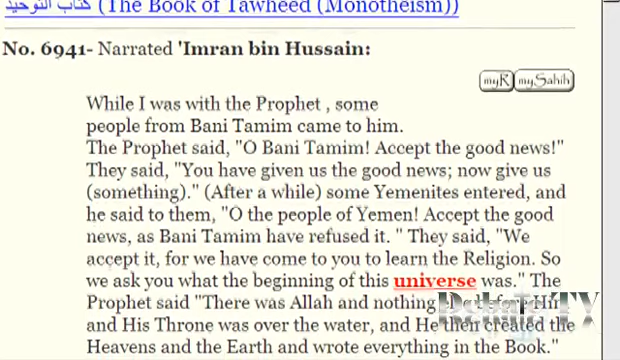 كتاب التوحيد (The Book of Tawheed (Monotheism))
No. 6941- Narrated 'Imran bin Hussain:
myR mySahih
While I was with the Prophet , some
people from Bani Tamim came to him.
The Prophet said, "O Bani Tamim! Accept the good news!"
They said, "You have given us the good news; now give us
(something)." (After a while) some Yemenites entered, and
he said to them, "O the people of Yemen! Accept the good
news, as Bani Tamim have refused it. " They said, "We
accept it, for we have come to you to learn the Religion. So
we ask you what the beginning of this universe was." The
Prophet said "There was Allah and nothing
and His Throne was over the water, and He then created the
Heavens and the Earth and wrote everything in the Book."